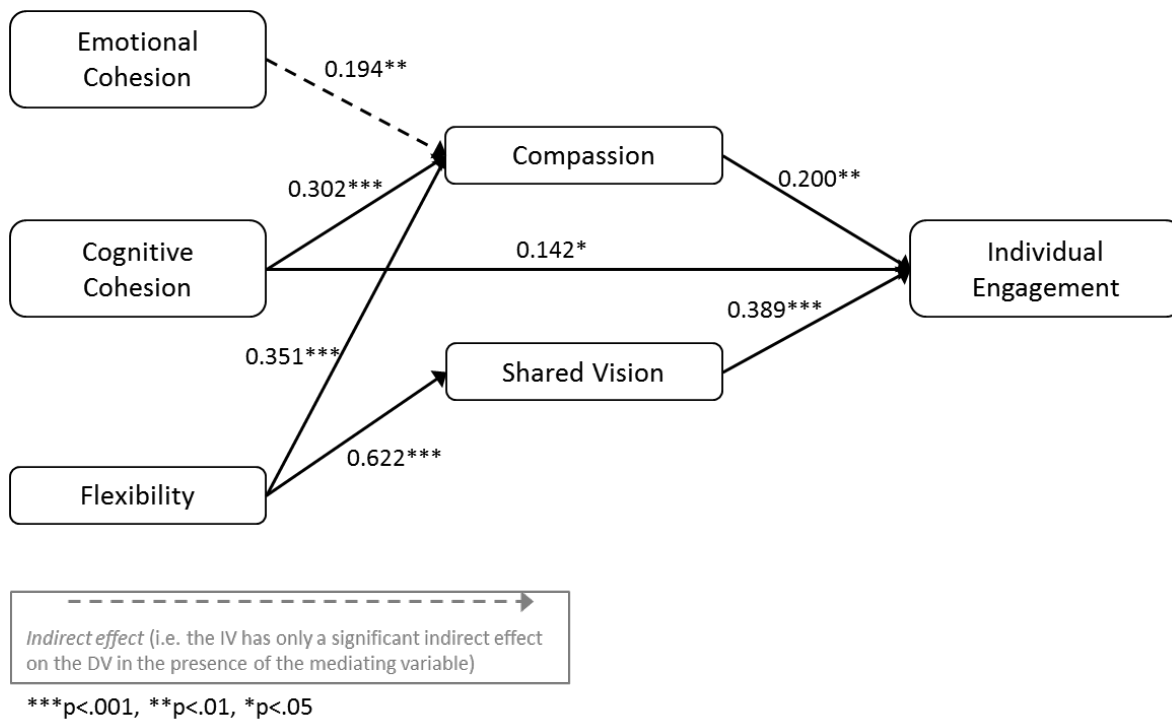 Emotional
Cohesion
0.194**
Compassion
0.302***
0.200**
Cognitive
Cohesion
0.142*
Individual
Engagement
0.389***
0.351***
Shared Vision
0.622***
Flexibility
Indirect effect (i.e. the IV has only a significant indirect effect
on the DV in the presence of the mediating variable)
***p<.001, **p<.01, *p<.05